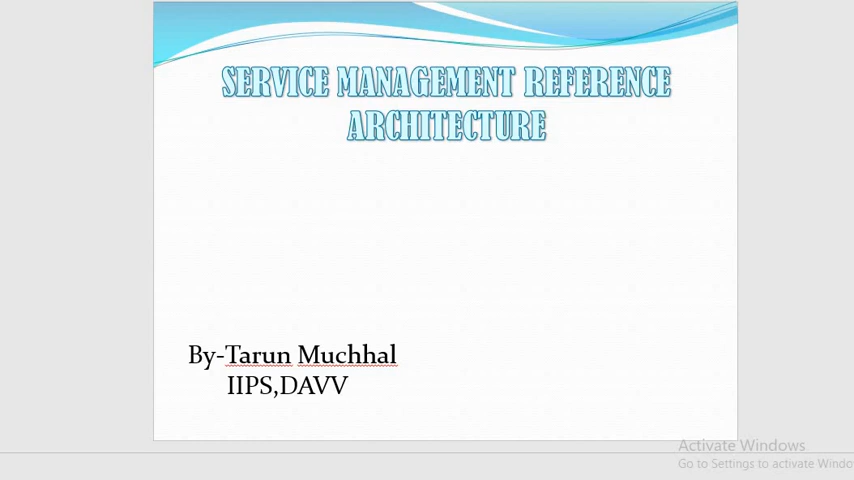 SERVICE MANAGEMENT REFERENCE
ARCHITECTURE
By-Tarun Muchhal
IIPS,DAVV
Activate Windows
Go to Settings to activate Windo